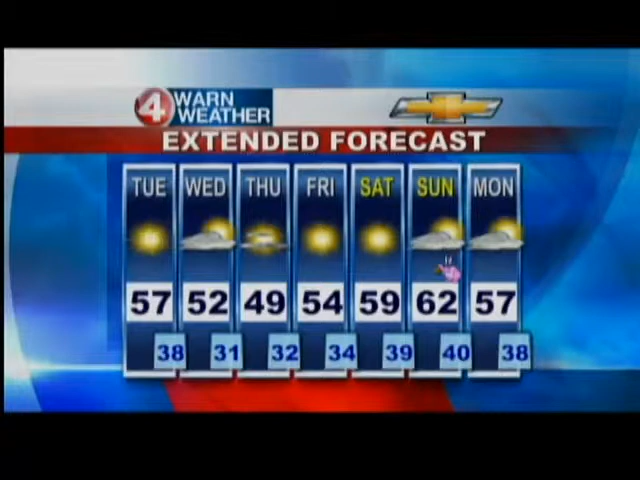 4 WARN
WEATHER
EXTENDED FORECAST
TUE WED THU FRI SAT SUN MON
57 52 49 54 59 62 57
38 31 32 34 39 40 38